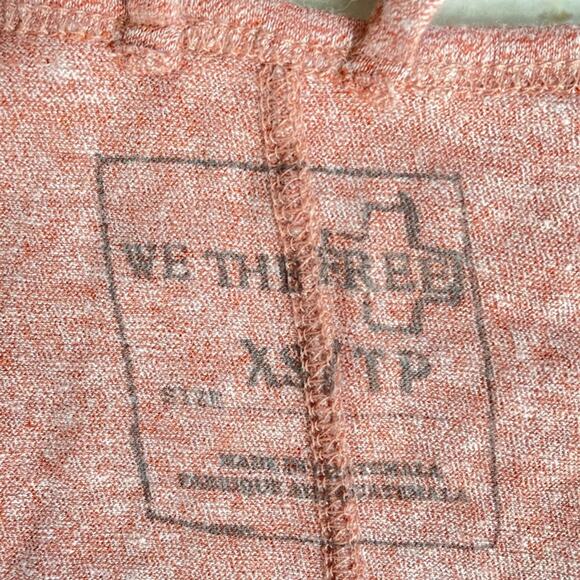 WE THE FREE
XS/TP
SIZE
MADE IN GUATEMALA
FABRIQUE AU GUATEMALA